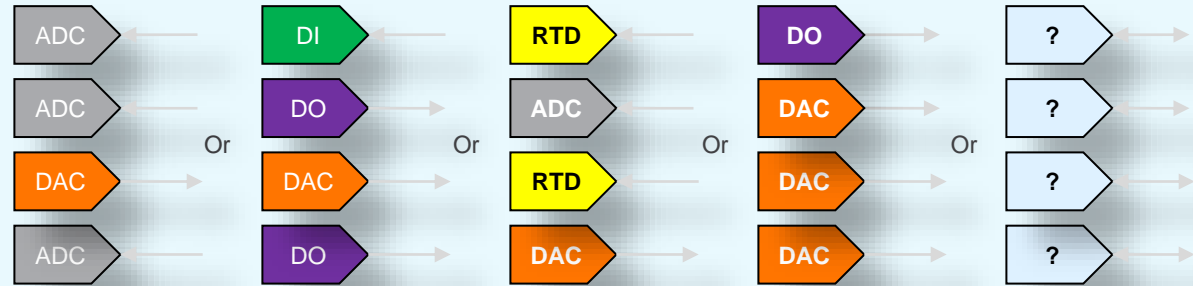 ADC DI RTD DO ?
ADC DO ADC DAC ?
Or Or Or Or
DAC DAC RTD DAC ?
ADC DO DAC DAC ?